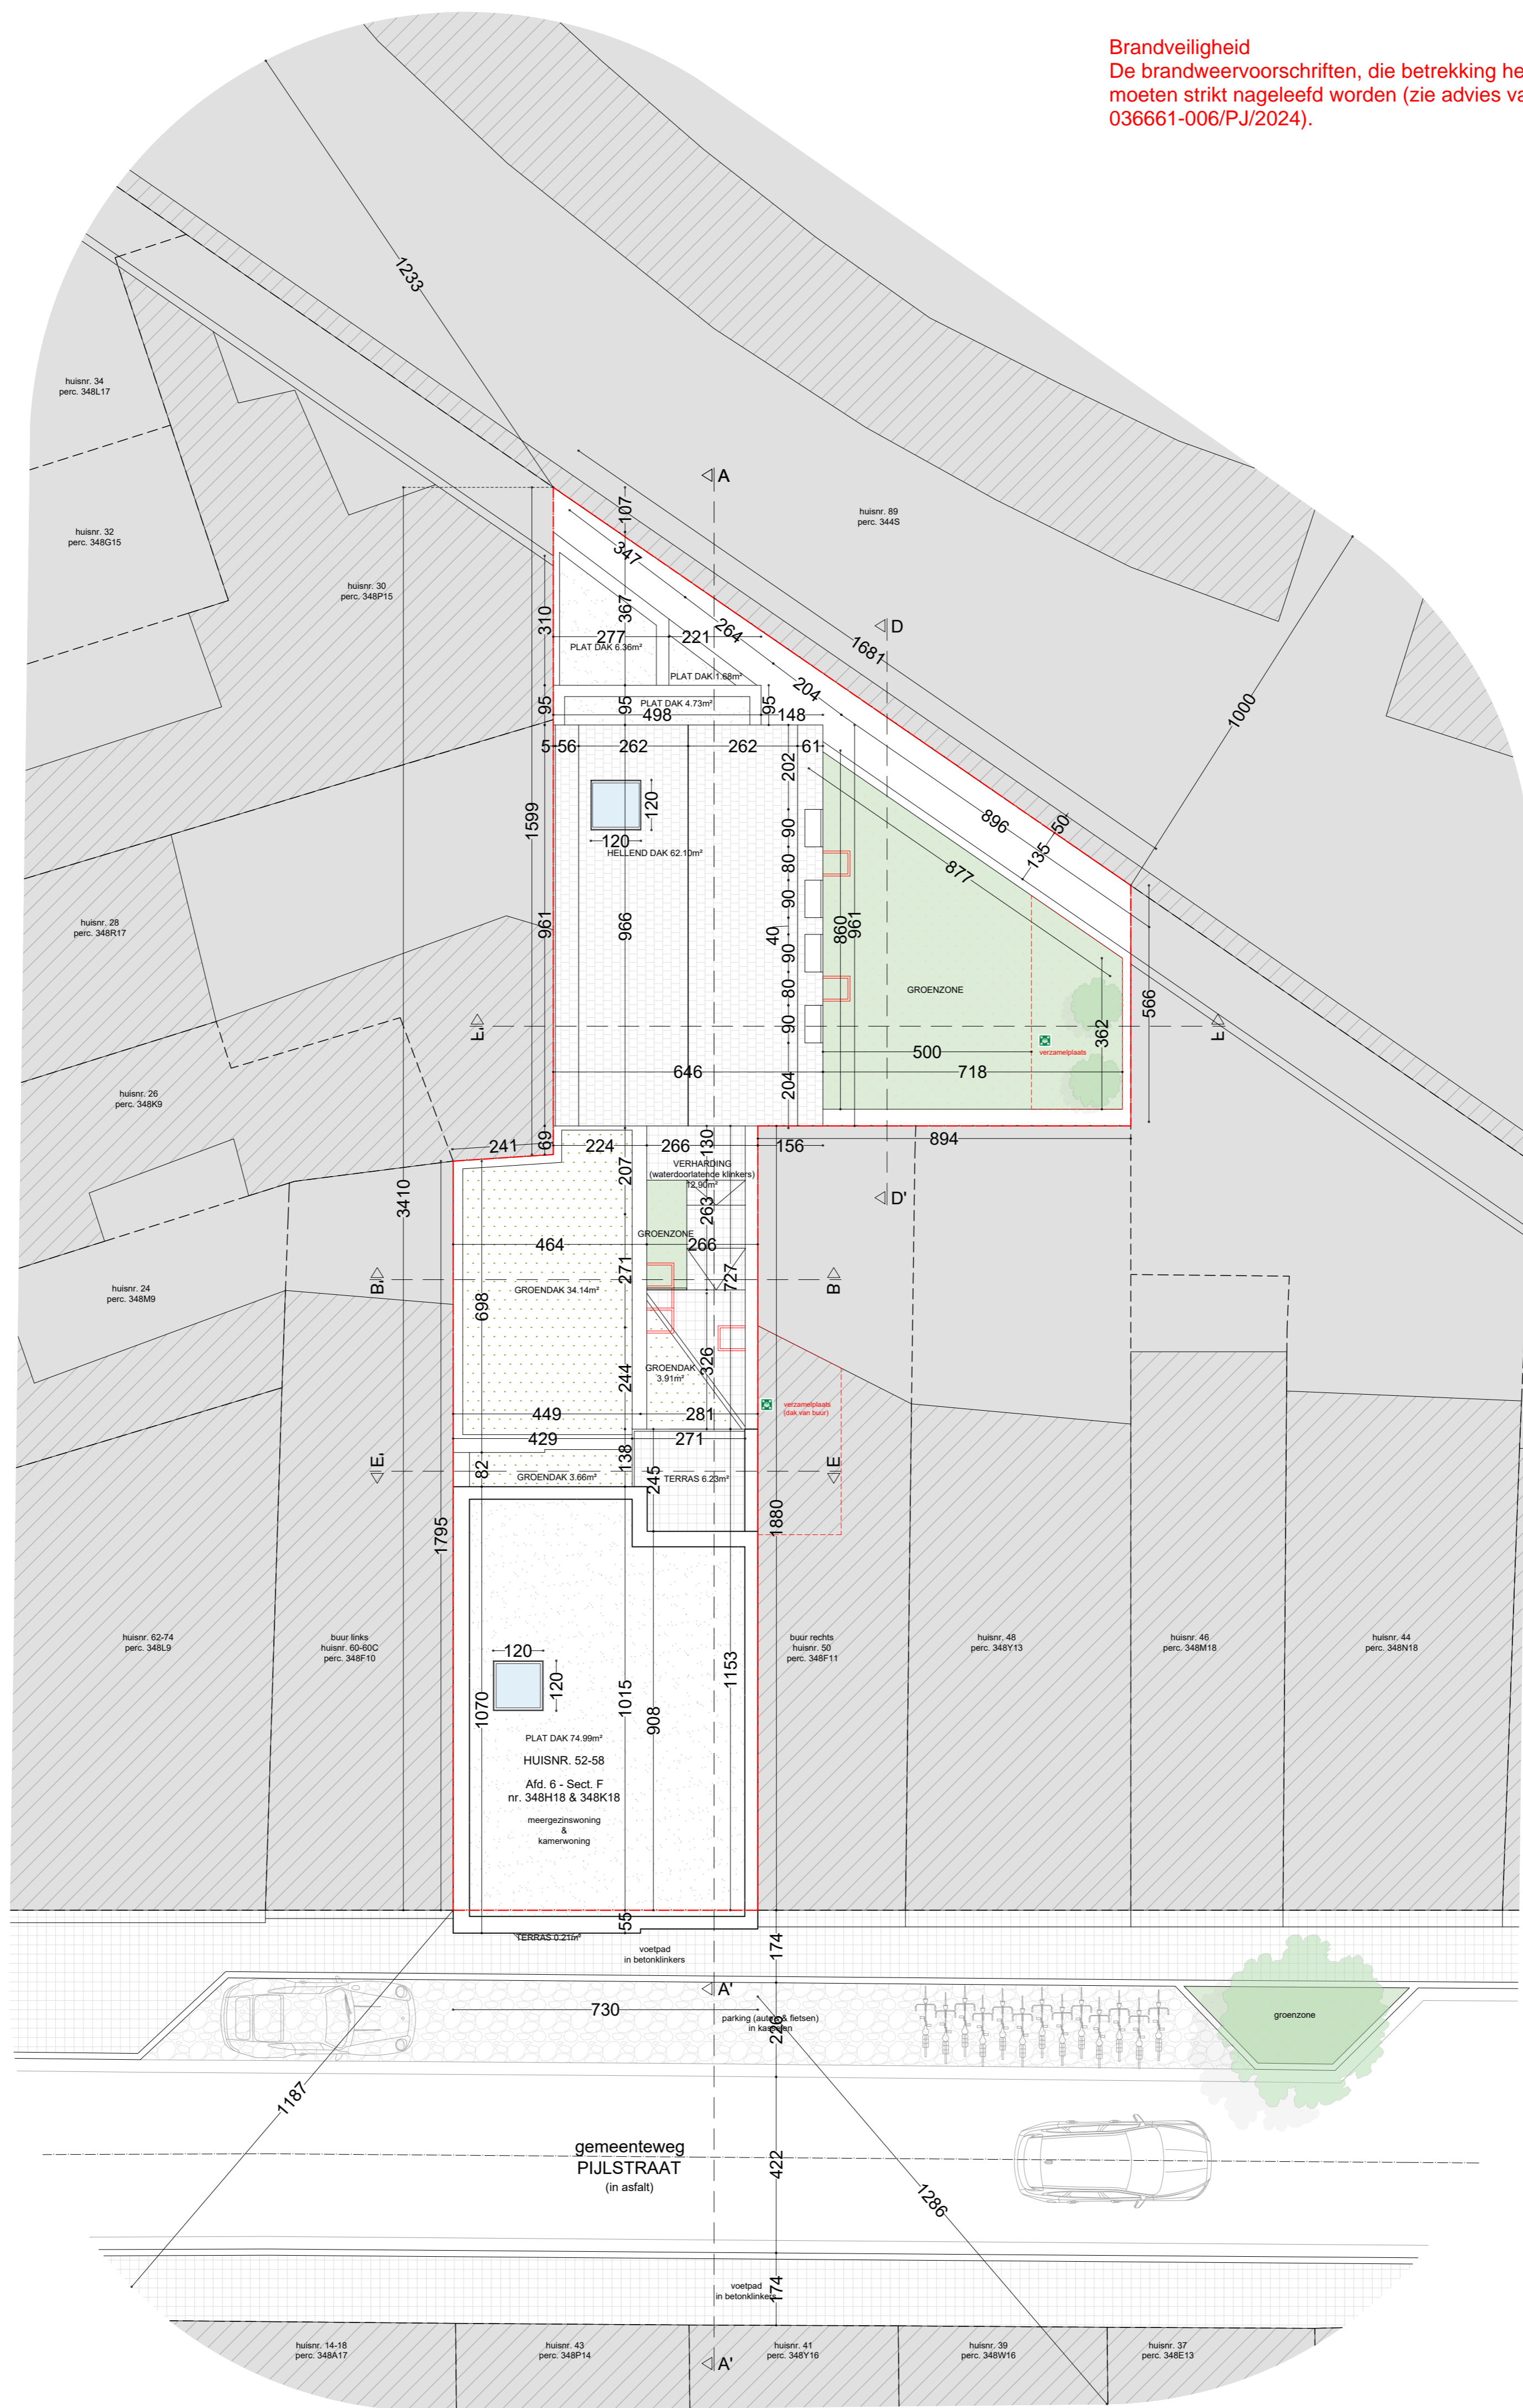 Brandveiligheid
De brandweervoorschriften, die betrekking he
moeten strikt nageleefd worden (zie advies va
036661-006/PJ/2024).
1233
huisnr. 34
perc. 348L17
huisnr. 32
perc. 348G15
huisnr. 30
perc. 348P15
huisnr. 89
perc. 344S
A
107
347
367
310
277
221
264
D
1681
PLAT DAK 6.36m²
PLAT DAK 1.68m²
204
1000
95
95
95
PLAT DAK 4.73m²
498
148
5
56
262
262
61
202
120
120
HELLEND DAK 62.10m²
1599
90
80
90
40
90
80
90
204
896
50
135
877
860
961
961
966
huisnr. 28
perc. 348R17
GROENZONE
566
362
E'
E
verzamelplaats
500
718
646
huisnr. 26
perc. 348K9
241
69
224
266
130
156
894
207
VERHARDING
(waterdoorlatende klinkers)
12.90m²
D'
3410
263
GROENZONE
464
266
271
727
B'
B
huisnr. 24
perc. 348M9
GROENDAK 34.14m²
698
326
244
GROENDAK
3.91m²
verzamelplaats
(dak van buur)
449
281
429
271
138
E'
E
82
GROENDAK 3.66m²
245
TERRAS 6.23m²
1795
1880
huisnr. 62-74
perc. 348L9
buur links
huisnr. 60-60C
perc. 348F10
buur rechts
huisnr. 50
perc. 348F11
huisnr. 48
perc. 348Y13
huisnr. 46
perc. 348M18
huisnr. 44
perc. 348N18
120
120
1070
1015
908
1153
PLAT DAK 74.99m²
HUISNR. 52-58
Afd. 6 - Sect. F
nr. 348H18 & 348K18
meergezinswoning
&
kamerwoning
55
TERRAS 0.21m²
voetpad
in betonklinkers
174
A'
730
parking (auto's & fietsen)
in kasseien
226
groenzone
1187
gemeenteweg
PIJLSTRAAT
(in asfalt)
422
1286
voetpad
in betonklinkers
174
huisnr. 14-18
perc. 348A17
huisnr. 43
perc. 348P14
A'
huisnr. 41
perc. 348Y16
huisnr. 39
perc. 348W16
huisnr. 37
perc. 348E13